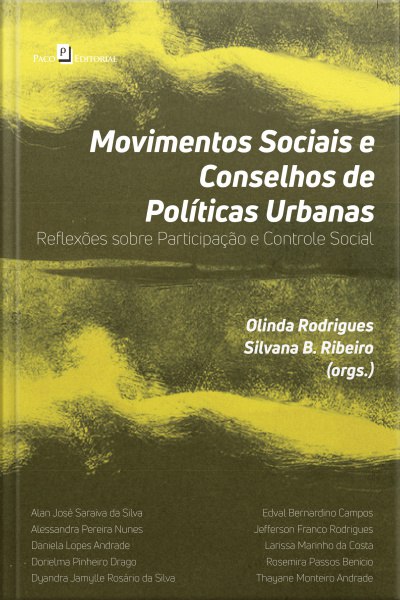 PACO EDITORIAL
Movimentos Sociais e
Conselhos de
Políticas Urbanas
Reflexões sobre Participação e Controle Social
Olinda Rodrigues
Silvana B. Ribeiro
(orgs.)
Alan José Saraiva da Silva
Alessandra Pereira Nunes
Daniela Lopes Andrade
Dorielma Pinheiro Drago
Dyandra Jamylle Rosário da Silva
Edval Bernardino Campos
Jefferson Franco Rodrigues
Larissa Marinho da Costa
Rosemira Passos Benício
Thayane Monteiro Andrade